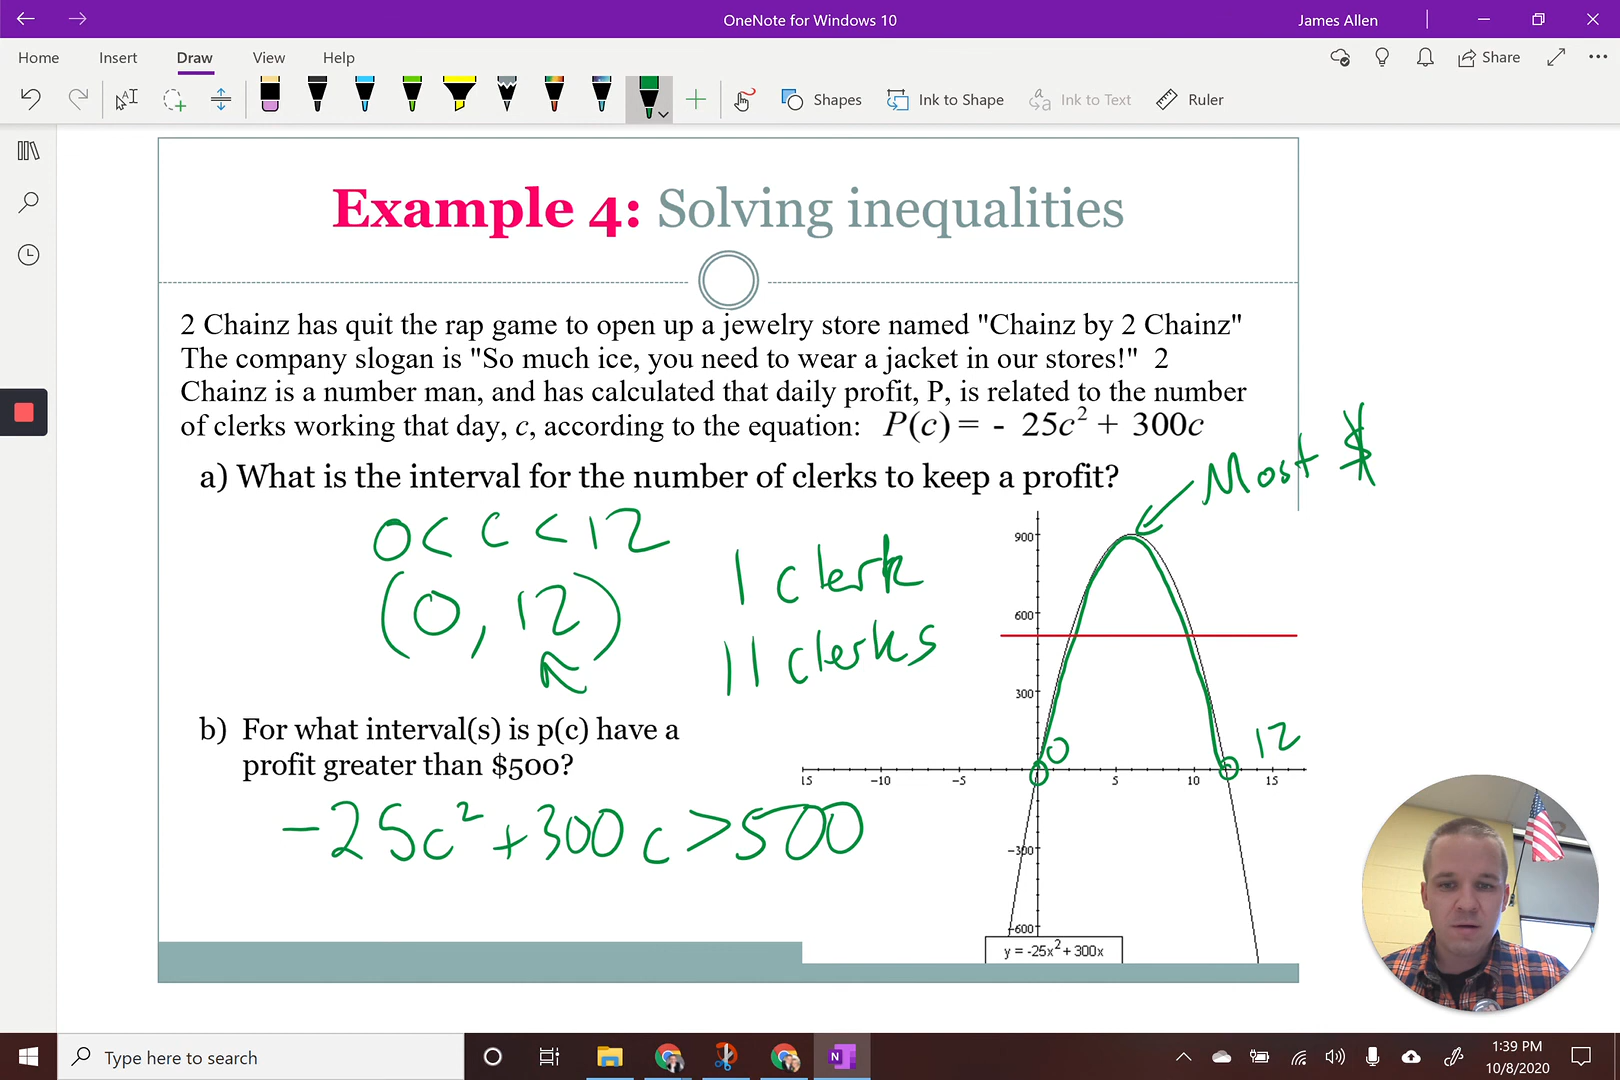 OneNote for Windows 10
James Allen
Home Insert Draw View Help
Share
Shapes Ink to Shape Ink to Text Ruler
Example 4: Solving inequalities
2 Chainz has quit the rap game to open up a jewelry store named "Chainz by 2 Chainz"
The company slogan is "So much ice, you need to wear a jacket in our stores!" 2
Chainz is a number man, and has calculated that daily profit, P, is related to the number
of clerks working that day, c, according to the equation: P(c) = - 25c² + 300c
a) What is the interval for the number of clerks to keep a profit?
Most $
0 < c < 12
(0, 12)
1 clerk
11 clerks
b) For what interval(s) is p(c) have a
profit greater than $500?
-25c² + 300c > 500
900
600
300
0
12
15 -10 -5 5 10 15
-300
-600
y = -25x² + 300x
Type here to search
1:39 PM
10/8/2020